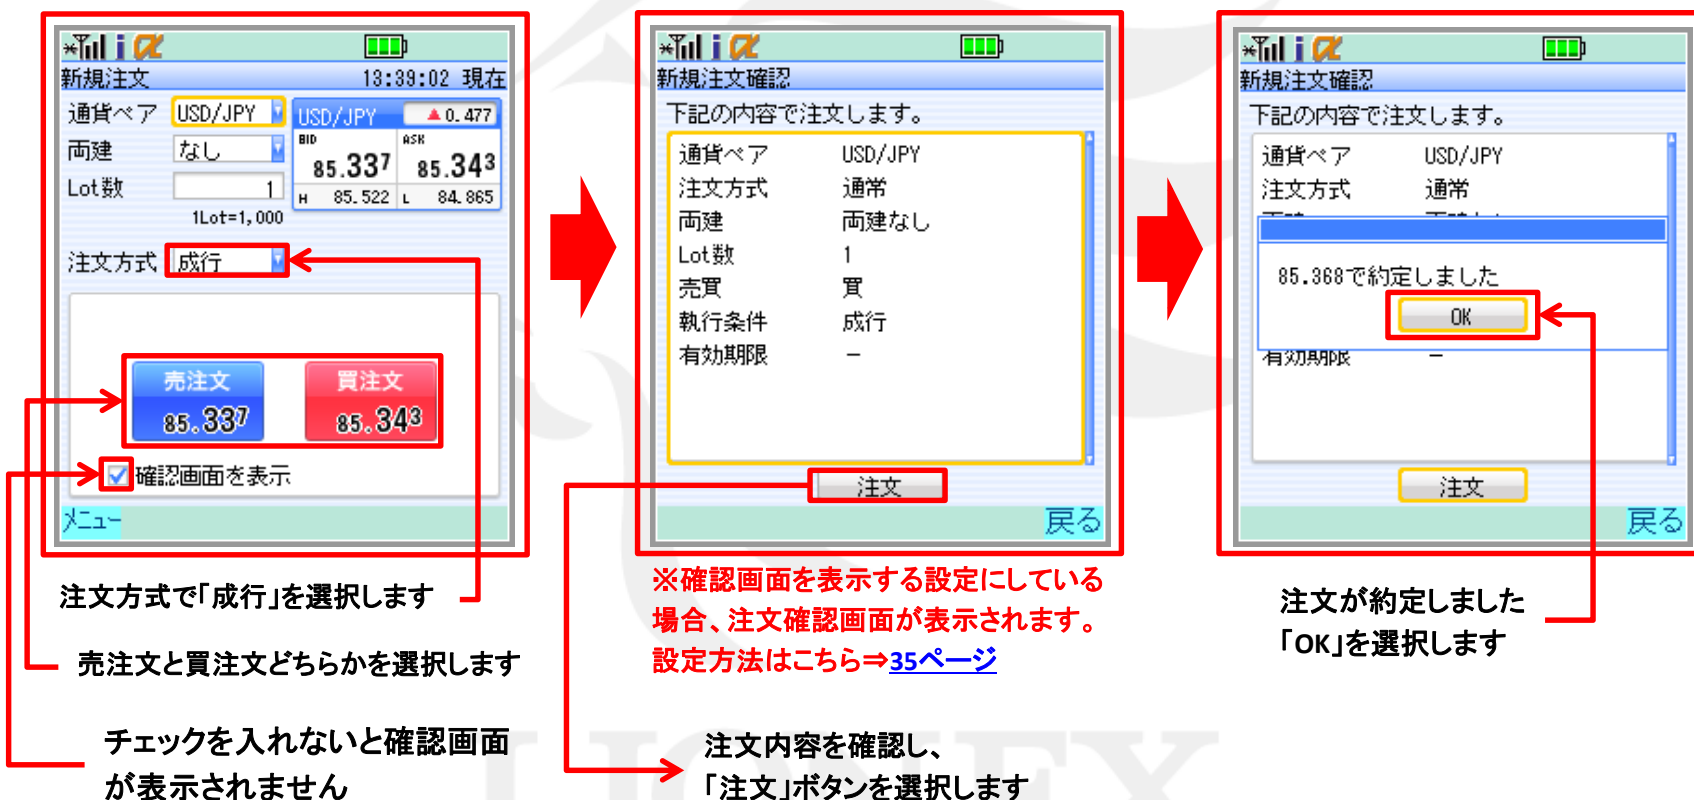 新規注文 13:39:02 現在
通貨ペア USD/JPY
両建 なし
Lot数 1
1Lot=1,000
USD/JPY ▲0.477
BID ASK
85.337 85.343
H 85.522 L 84.865
注文方式 成行
売注文 買注文
85.337 85.343
確認画面を表示
メニュー
注文方式で「成行」を選択します
売注文と買注文どちらかを選択します
チェックを入れないと確認画面
が表示されません
新規注文確認
下記の内容で注文します。
通貨ペア USD/JPY
注文方式 通常
両建 両建なし
Lot数 1
売買 買
執行条件 成行
有効期限 −
注文
戻る
※確認画面を表示する設定にしている
場合、注文確認画面が表示されます。
設定方法はこちら⇒35ページ
注文内容を確認し、
「注文」ボタンを選択します
新規注文確認
下記の内容で注文します。
通貨ペア USD/JPY
注文方式 通常
85.368で約定しました
OK
有効期限 −
注文
戻る
注文が約定しました
「OK」を選択します